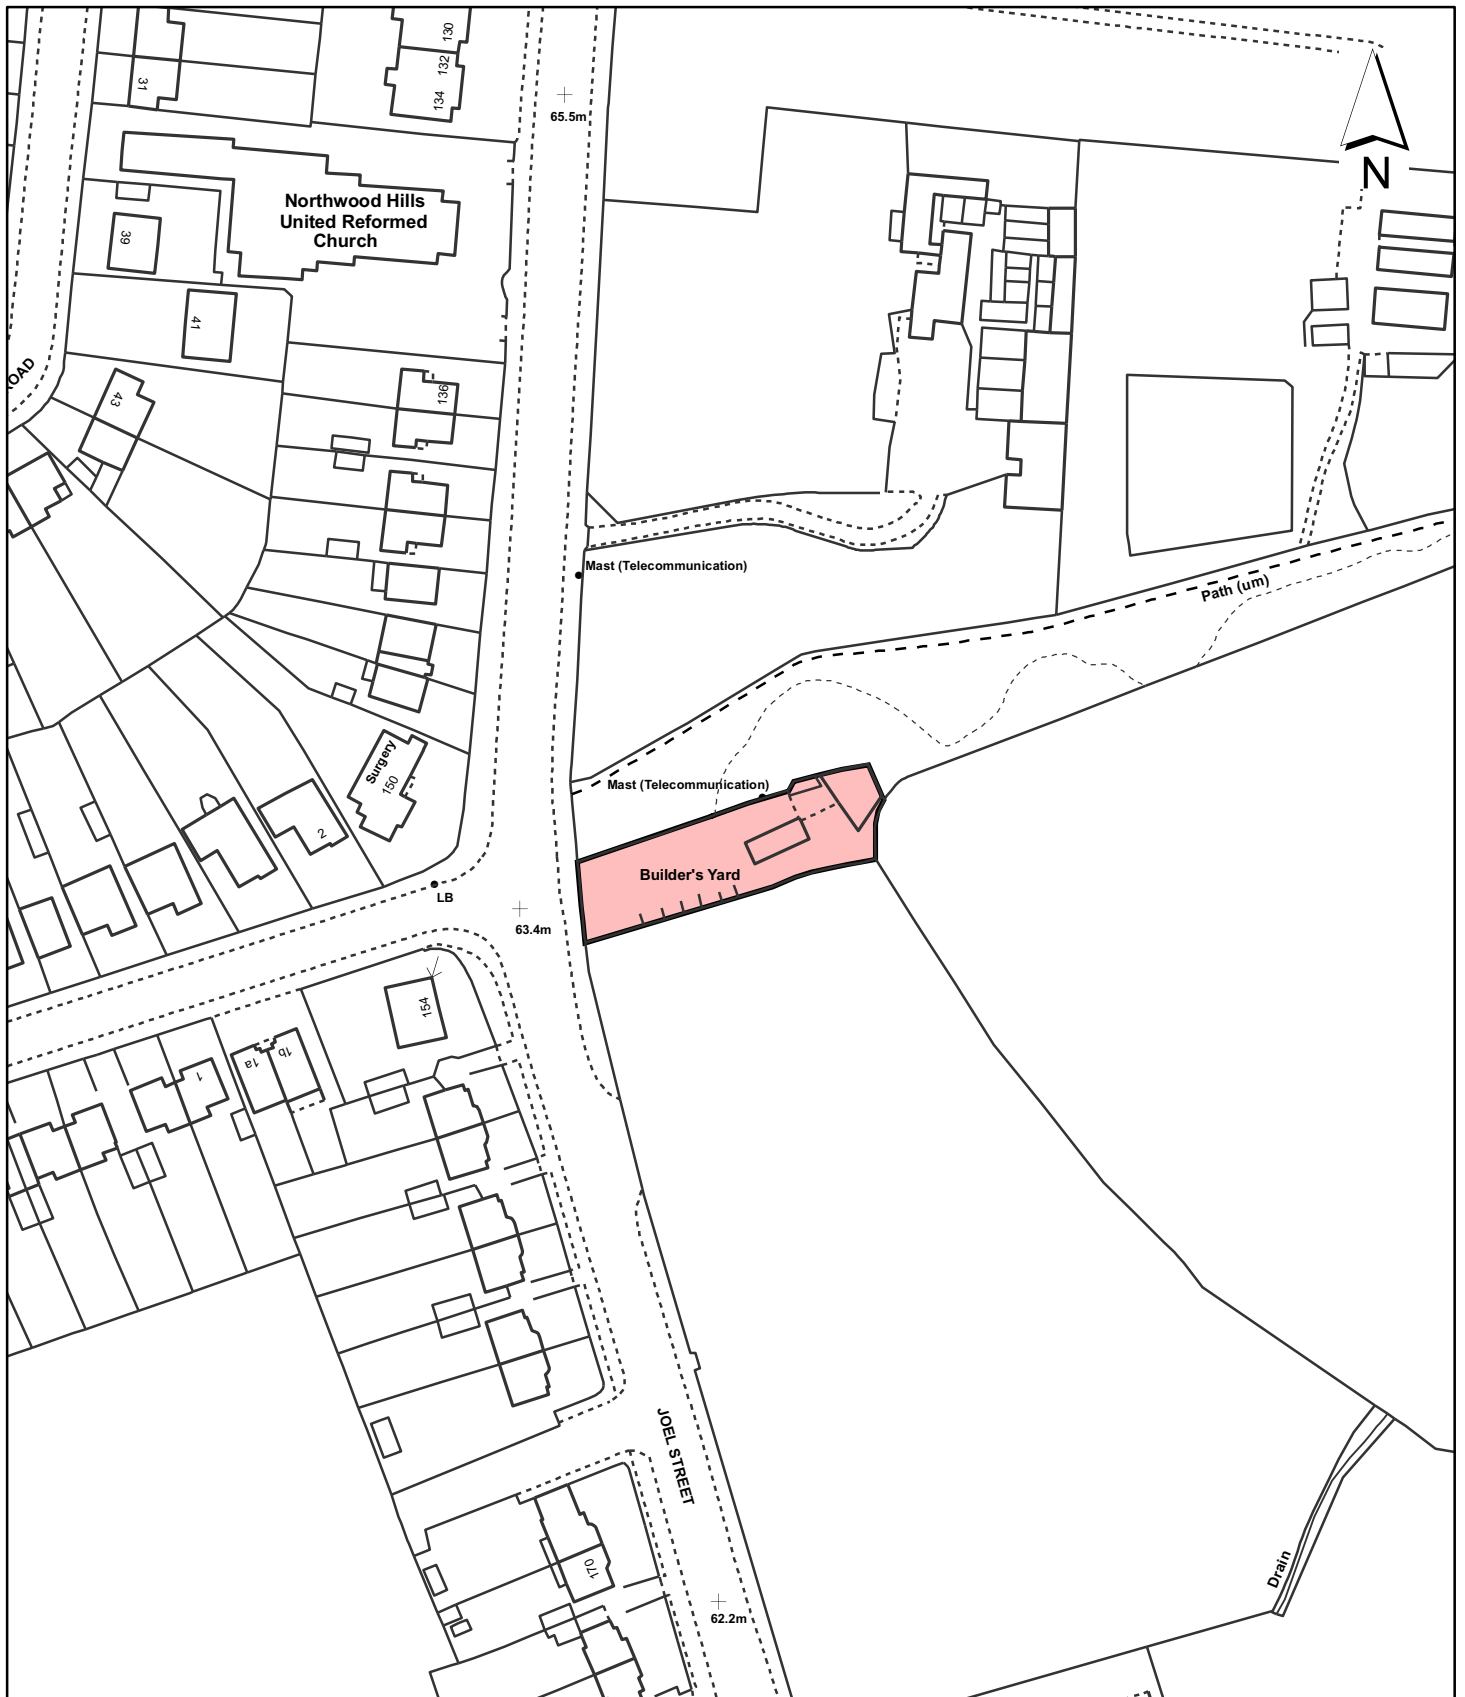 130
132
134
31
65.5m
N
Northwood Hills
United Reformed
Church
39
41
ROAD
43
136
Mast (Telecommunication)
Path (um)
Surgery
150
Mast (Telecommunication)
2
Builder's Yard
LB
63.4m
154
1b
1a
1
JOEL STREET
170
Drain
62.2m